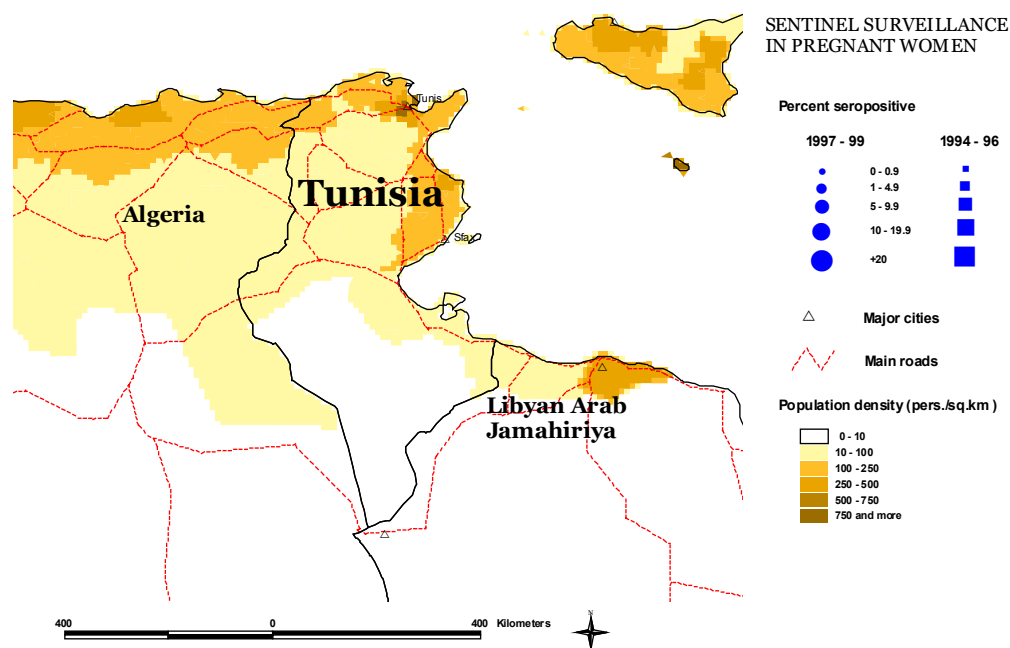 SENTINEL SURVEILLANCE
IN PREGNANT WOMEN
Percent seropositive
1997 - 99 1994 - 96
0 - 0.9
1 - 4.9
5 - 9.9
10 - 19.9
+20
Major cities
Main roads
Population density (pers./sq.km )
0 - 10
10 - 100
100 - 250
250 - 500
500 - 750
750 and more
Tunis
Tunisia
Algeria
Sfax
Libyan Arab
Jamahiriya
N
400 0 400 Kilometers